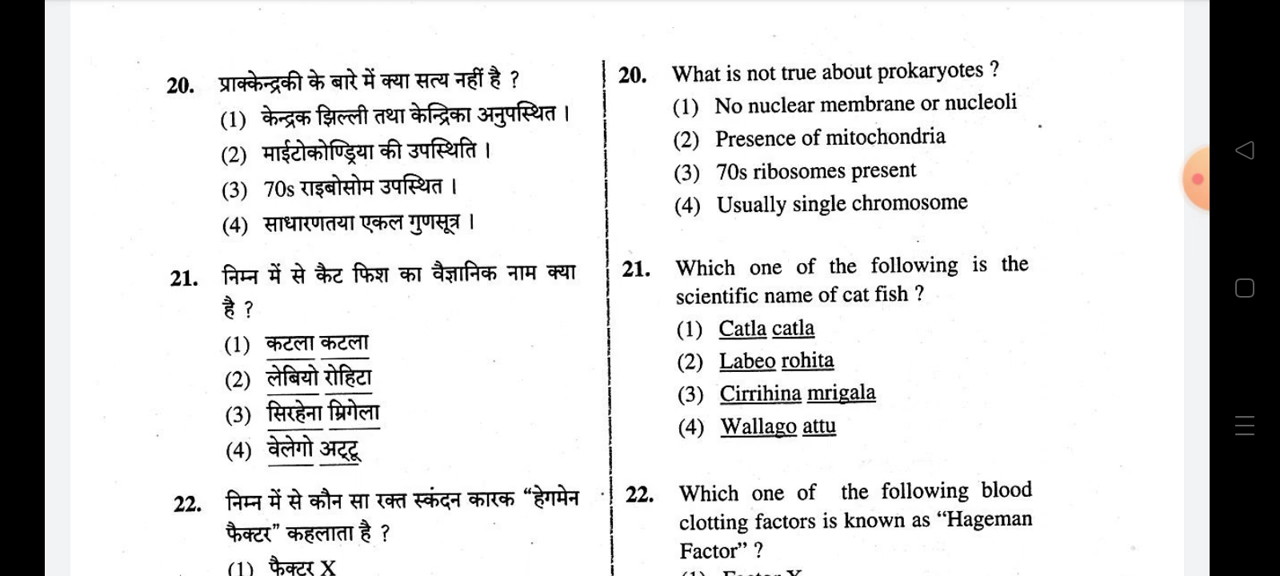 20. प्राक्केन्द्रकी के बारे में क्या सत्य नहीं है ?
(1) केन्द्रक झिल्ली तथा केन्द्रिका अनुपस्थित ।
(2) माईटोकोण्ड्रिया की उपस्थिति ।
(3) 70s राइबोसोम उपस्थित ।
(4) साधारणतया एकल गुणसूत्र ।
21. निम्न में से कैट फिश का वैज्ञानिक नाम क्या
है ?
(1) कटला कटला
(2) लेबियो रोहिटा
(3) सिरहेना म्रिगेला
(4) वेलेगो अट्टू
22. निम्न में से कौन सा रक्त स्कंदन कारक “हेगमेन
फैक्टर” कहलाता है ?
(1) फैक्टर X
20. What is not true about prokaryotes ?
(1) No nuclear membrane or nucleoli
(2) Presence of mitochondria
(3) 70s ribosomes present
(4) Usually single chromosome
21. Which one of the following is the
scientific name of cat fish ?
(1) Catla catla
(2) Labeo rohita
(3) Cirrihina mrigala
(4) Wallago attu
22. Which one of the following blood
clotting factors is known as “Hageman
Factor” ?
(1) Factor X